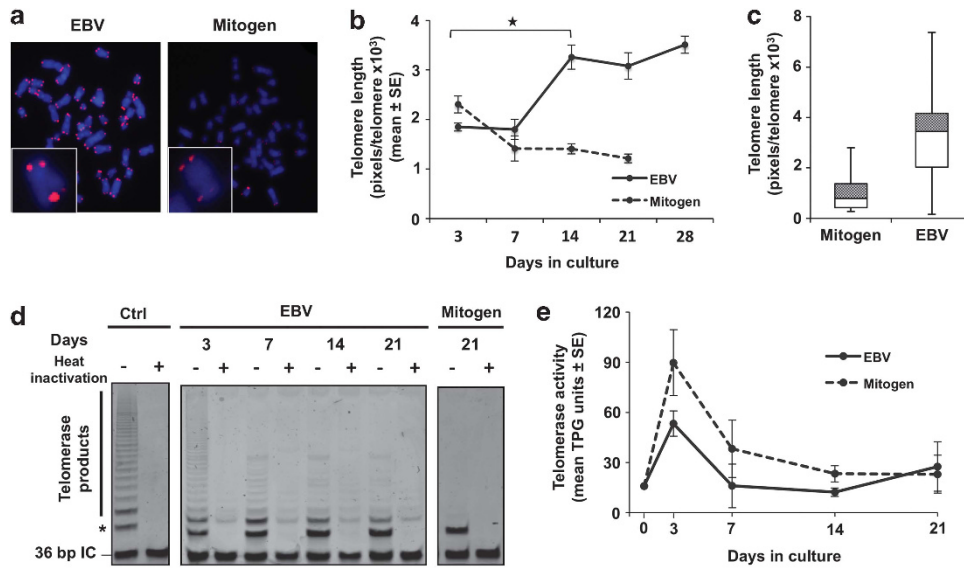 a
EBV
Mitogen
b
★
Telomere length
(pixels/telomere x10³)
(mean ± SE)
4
3
2
1
0
EBV
Mitogen
3 7 14 21 28
Days in culture
c
Telomere length
(pixels/telomere x10³)
8
6
4
2
0
Mitogen EBV
d
Ctrl
EBV
Mitogen
Days 3 7 14 21 21
Heat
inactivation
- + - + - + - + - + - +
Telomerase
products
*
36 bp IC
e
Telomerase activity
(mean TPG units ± SE)
120
90
60
30
0
EBV
Mitogen
0 3 7 14 21
Days in culture